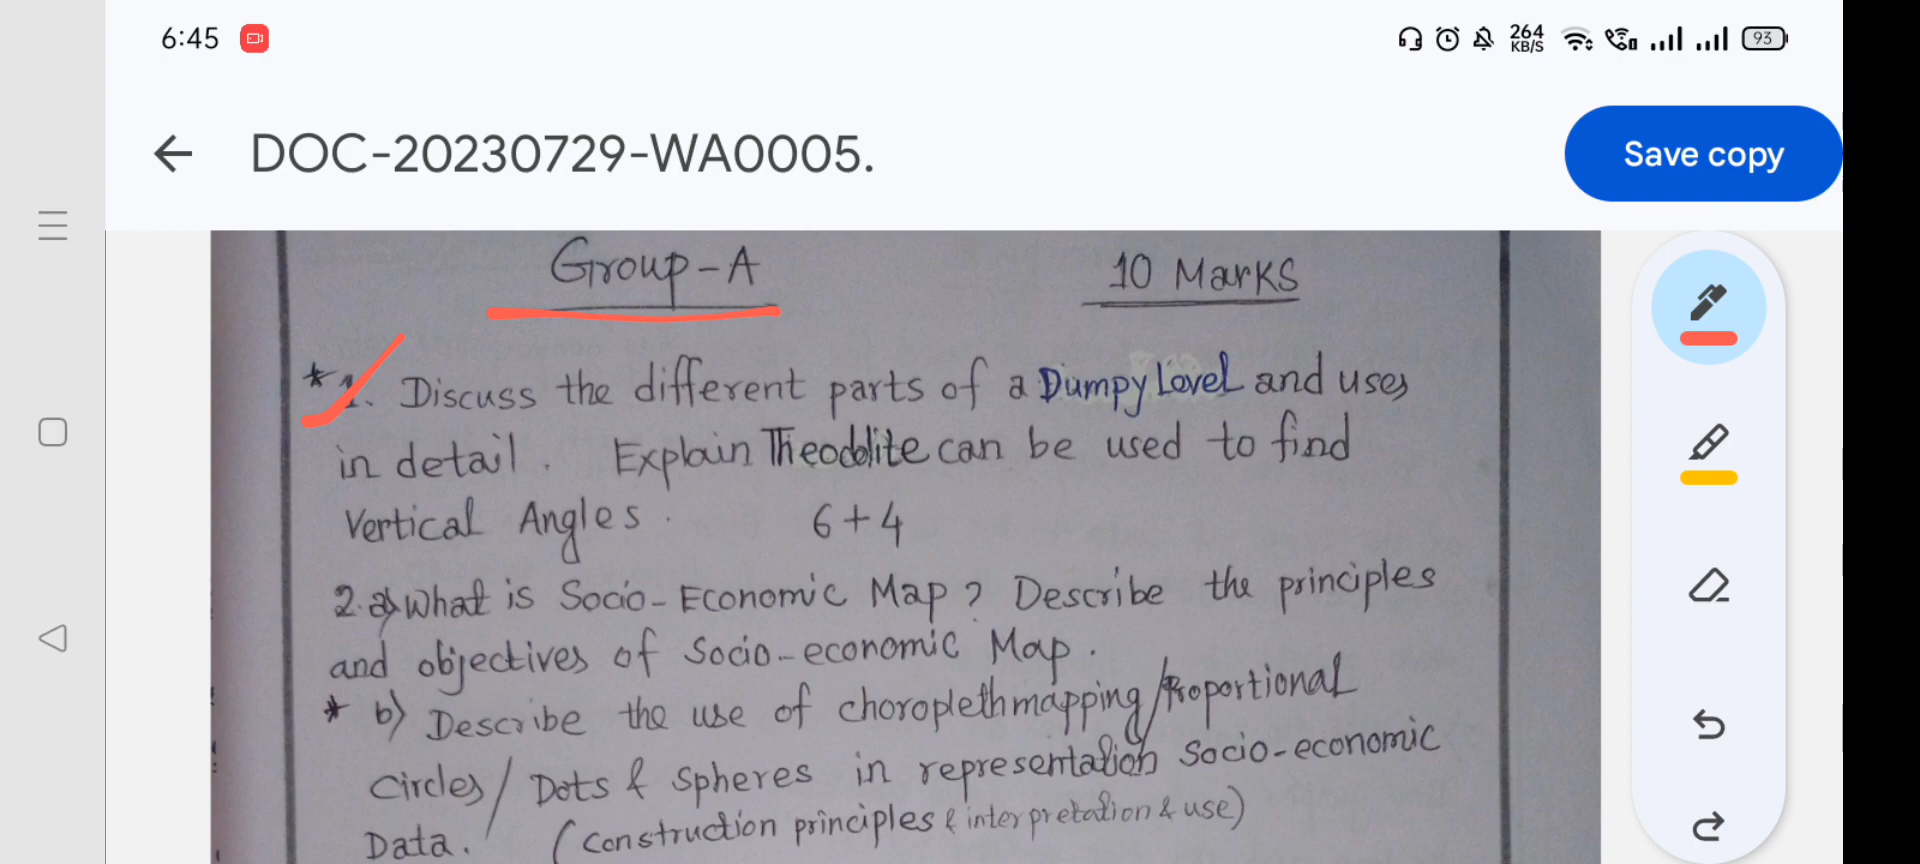 6:45
264 KB/S
93
DOC-20230729-WA0005.
Save copy
Group-A 10 Marks
*1. Discuss the different parts of a Dumpy Level and uses
in detail. Explain Theodolite can be used to find
Vertical Angles. 6+4
2.a) What is Socio-Economic Map? Describe the principles
and objectives of Socio-economic Map.
* b) Describe the use of choropleth mapping/Proportional
Circles/Dots & Spheres in representation Socio-economic
Data. (Construction principles & interpretation & use)